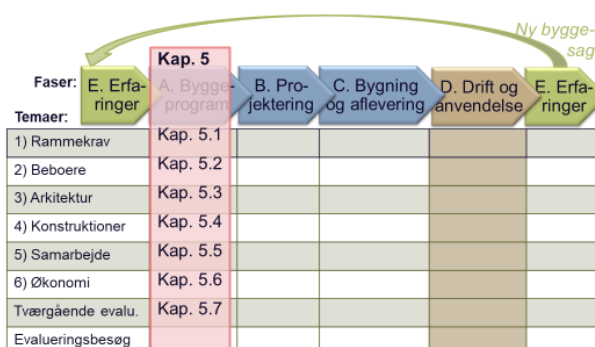 Ny bygge-
sag
Kap. 5
Faser:
E. Erfa-
ringer
A. Bygge-
program
B. Pro-
jektering
C. Bygning
og aflevering
D. Drift og
anvendelse
E. Erfa-
ringer
Temaer:
1) Rammekrav Kap. 5.1
2) Beboere Kap. 5.2
3) Arkitektur Kap. 5.3
4) Konstruktioner Kap. 5.4
5) Samarbejde Kap. 5.5
6) Økonomi Kap. 5.6
Tværgående evalu. Kap. 5.7
Evalueringsbesøg